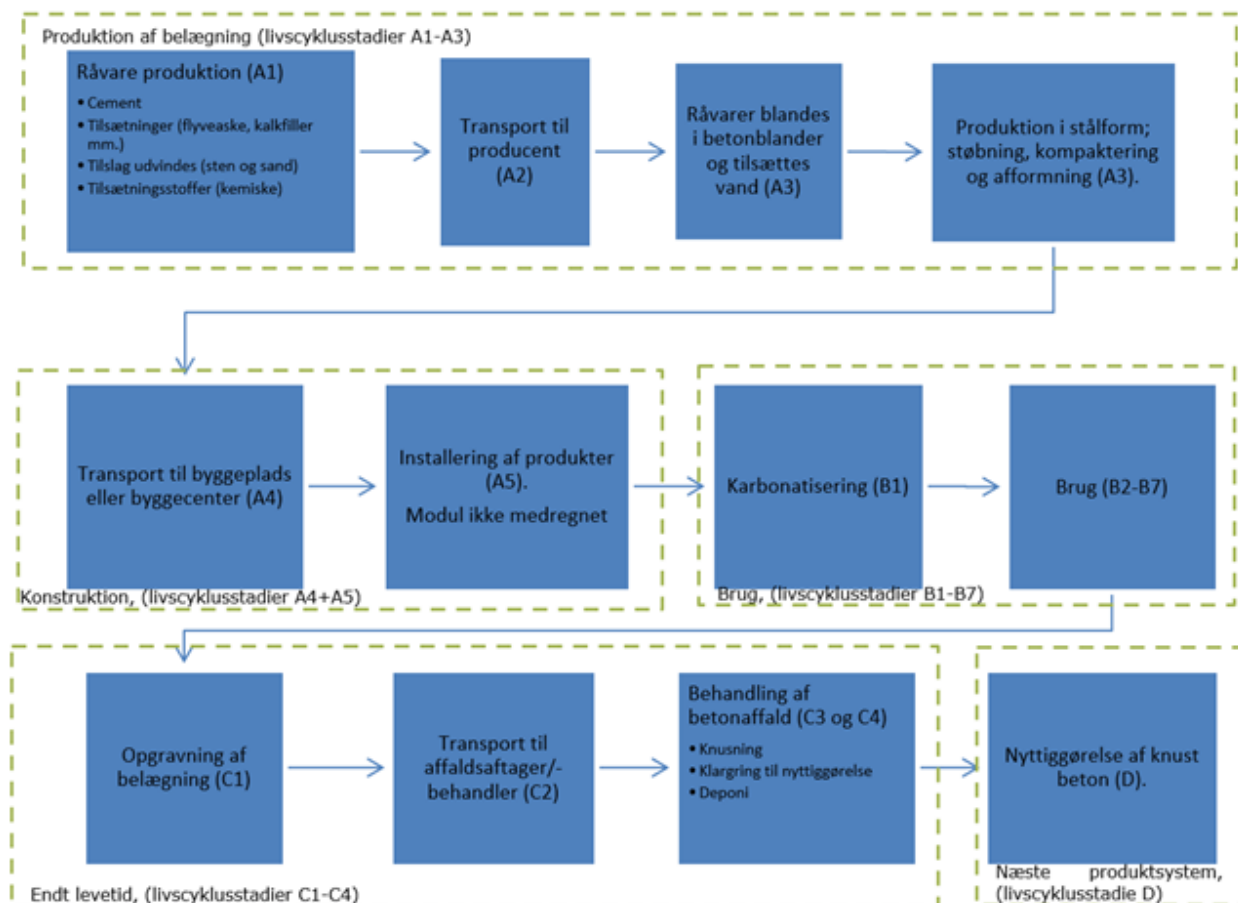 Produktion af belægning (livscyklusstadier A1-A3)
Råvare produktion (A1)
• Cement
• Tilsætninger (flyveaske, kalkfiller
mm.)
• Tilslag udvindes (sten og sand)
• Tilsætningsstoffer (kemiske)
Transport til
producent
(A2)
Råvarer blandes
i betonblander
og tilsættes
vand (A3)
Produktion i stålform;
støbning, kompaktering
og afformning (A3).
Transport til byggeplads
eller byggecenter (A4)
Installering af produkter
(A5).
Modul ikke medregnet
Konstruktion, (livscyklusstadier A4+A5)
Karbonatisering (B1)
Brug (B2-B7)
Brug, (livscyklusstadier B1-B7)
Opgravning af
belægning (C1)
Transport til
affaldsaftager/-
behandler (C2)
Behandling af
betonaffald (C3 og C4)
• Knusning
• Klargring til nyttiggørelse
• Deponi
Endt levetid, (livscyklusstadier C1-C4)
Nyttiggørelse af knust
beton (D).
Næste produktsystem,
(livscyklusstadie D)